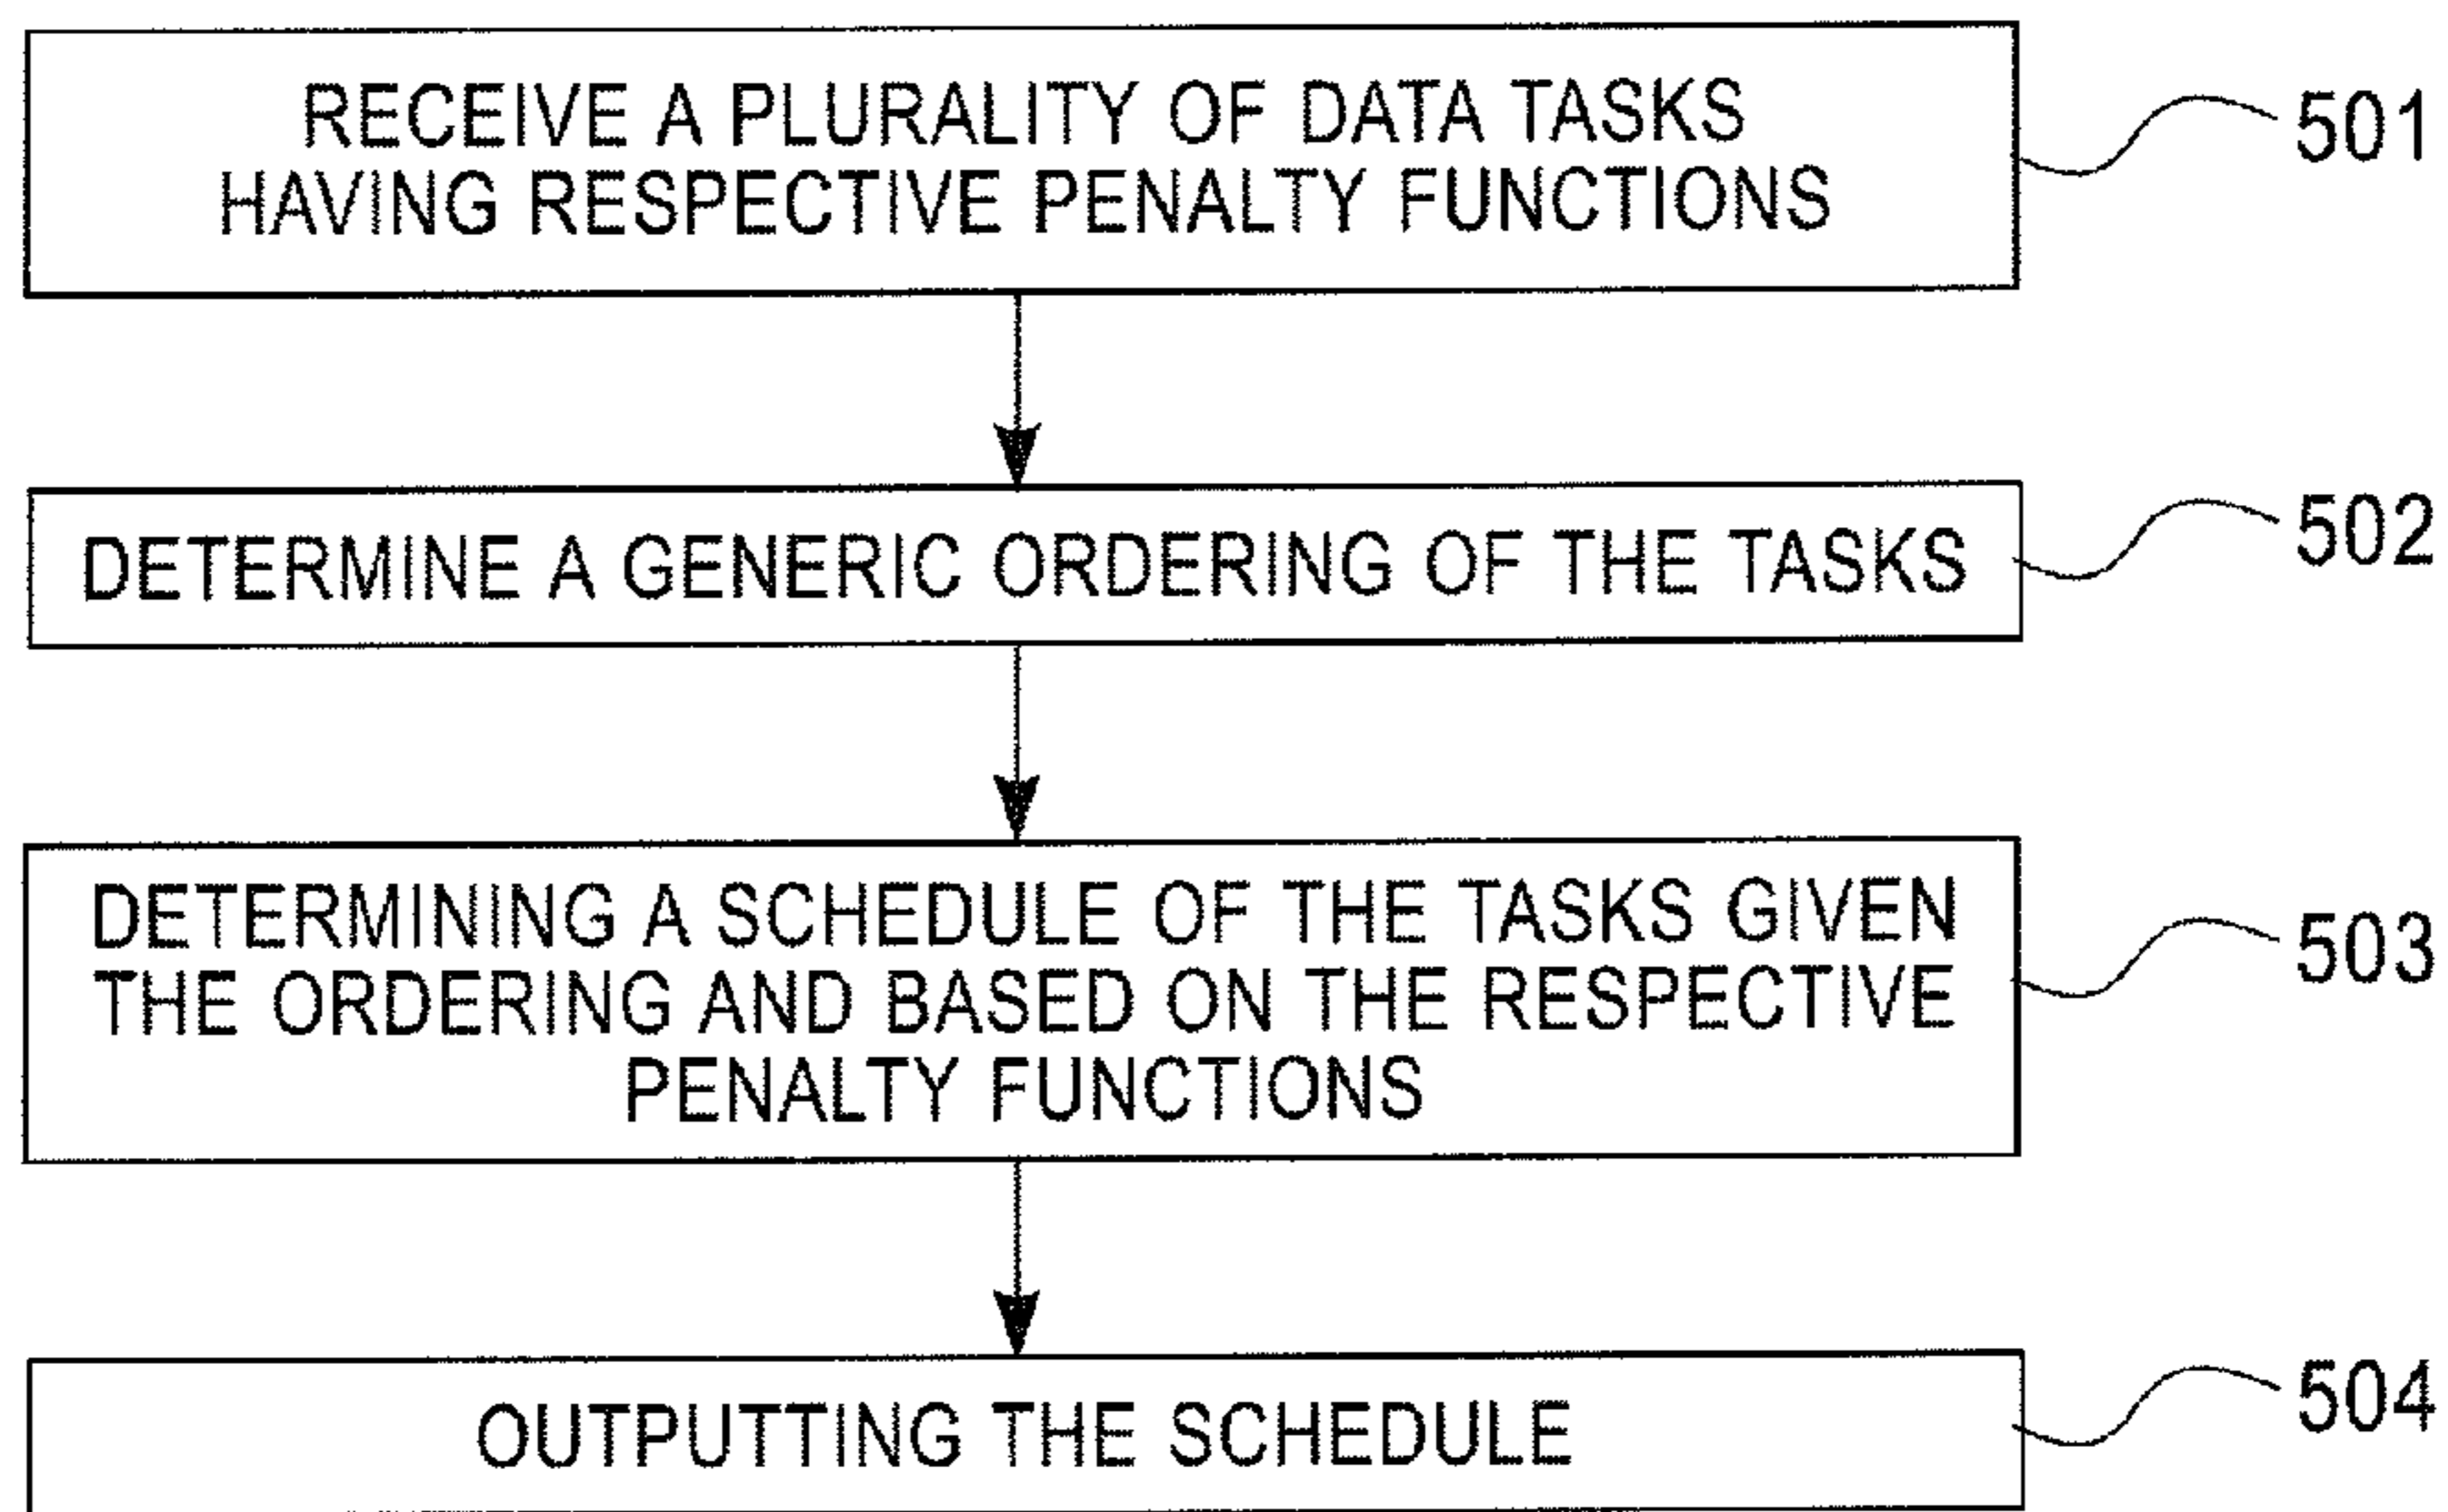 RECEIVE A PLURALITY OF DATA TASKS
HAVING RESPECTIVE PENALTY FUNCTIONS
501
DETERMINE A GENERIC ORDERING OF THE TASKS
502
DETERMINING A SCHEDULE OF THE TASKS GIVEN
THE ORDERING AND BASED ON THE RESPECTIVE
PENALTY FUNCTIONS
503
OUTPUTTING THE SCHEDULE
504